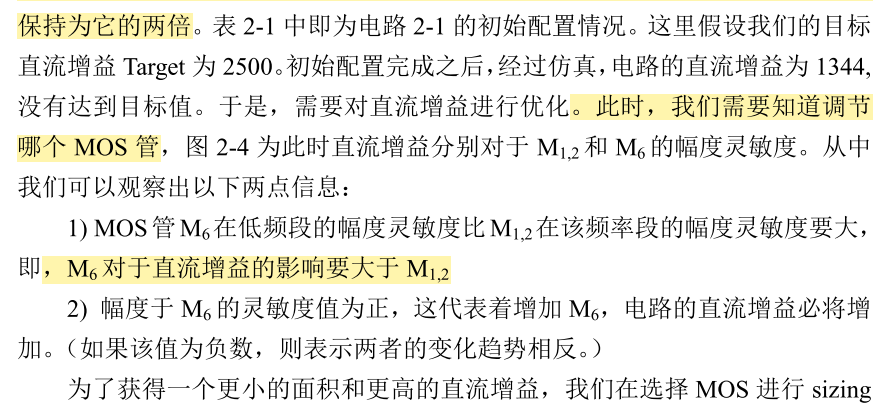 保持为它的两倍。表 2-1 中即为电路 2-1 的初始配置情况。这里假设我们的目标
直流增益 Target 为 2500。初始配置完成之后，经过仿真，电路的直流增益为 1344,
没有达到目标值。于是，需要对直流增益进行优化。此时，我们需要知道调节
哪个 MOS 管，图 2-4 为此时直流增益分别对于 M1,2 和 M6 的幅度灵敏度。从中
我们可以观察出以下两点信息：
1) MOS 管 M6 在低频段的幅度灵敏度比 M1,2 在该频率段的幅度灵敏度要大，
即，M6 对于直流增益的影响要大于 M1,2
2) 幅度于 M6 的灵敏度值为正，这代表着增加 M6，电路的直流增益必将增
加。（如果该值为负数，则表示两者的变化趋势相反。）
为了获得一个更小的面积和更高的直流增益，我们在选择 MOS 进行 sizing